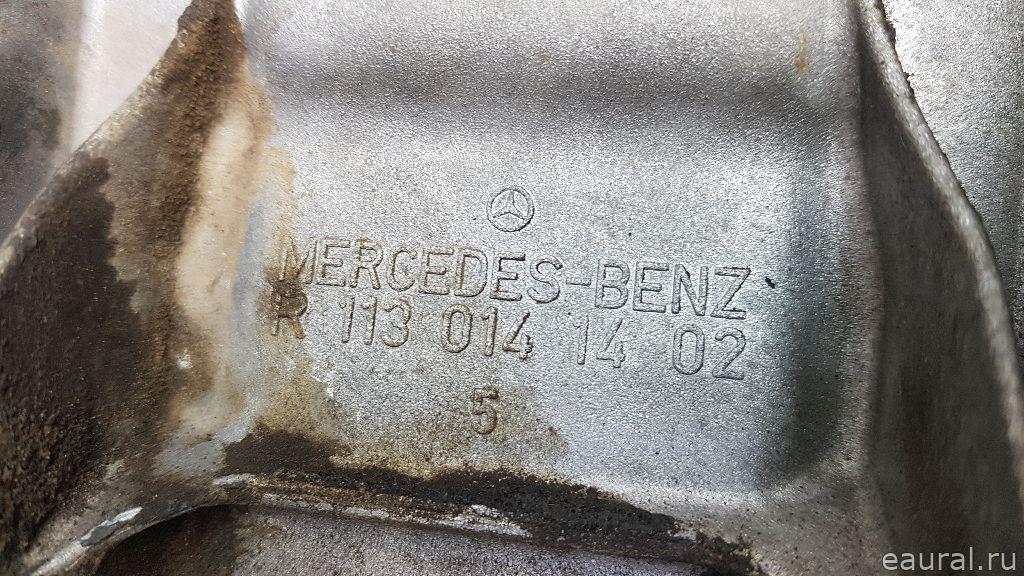 MERCEDES-BENZ
R 113 014 14 02
5
eaural.ru